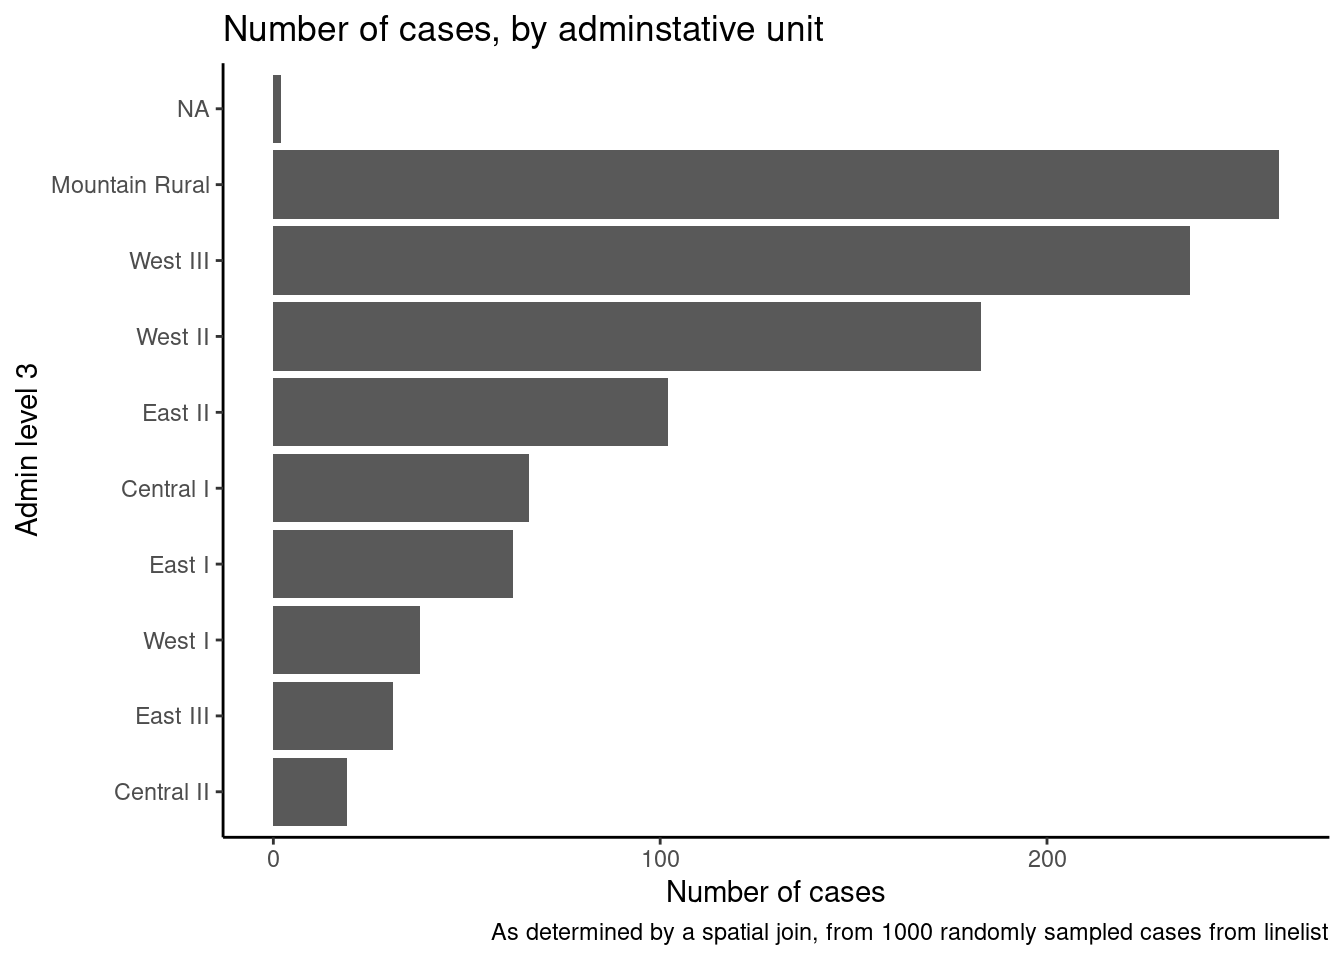 Number of cases, by adminstative unit
NA
Mountain Rural
West III
West II
East II
Central I
East I
West I
East III
Central II
Admin level 3
0 100 200
Number of cases
As determined by a spatial join, from 1000 randomly sampled cases from linelist